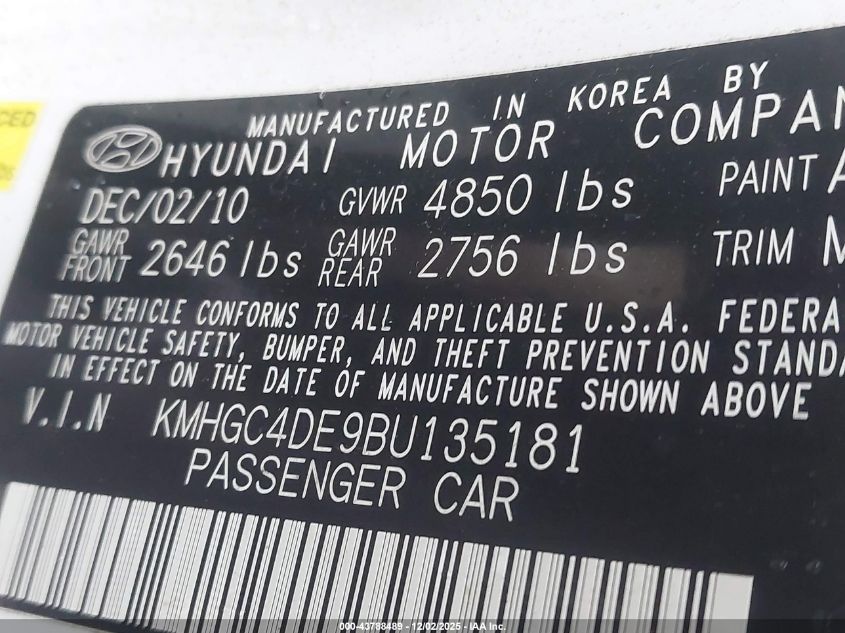 CED
MANUFACTURED IN KOREA BY
HYUNDAI MOTOR COMPAN
DEC/02/10 GVWR 4850 lbs PAINT A
GAWR FRONT 2646 lbs GAWR REAR 2756 lbs TRIM M
THIS VEHICLE CONFORMS TO ALL APPLICABLE U.S.A. FEDERA
MOTOR VEHICLE SAFETY, BUMPER, AND THEFT PREVENTION STANDA
IN EFFECT ON THE DATE OF MANUFACTURE SHOWN ABOVE
V.I.N KMHGC4DE9BU135181
PASSENGER CAR
000-43788489 - 12/02/2025 - IAA Inc.